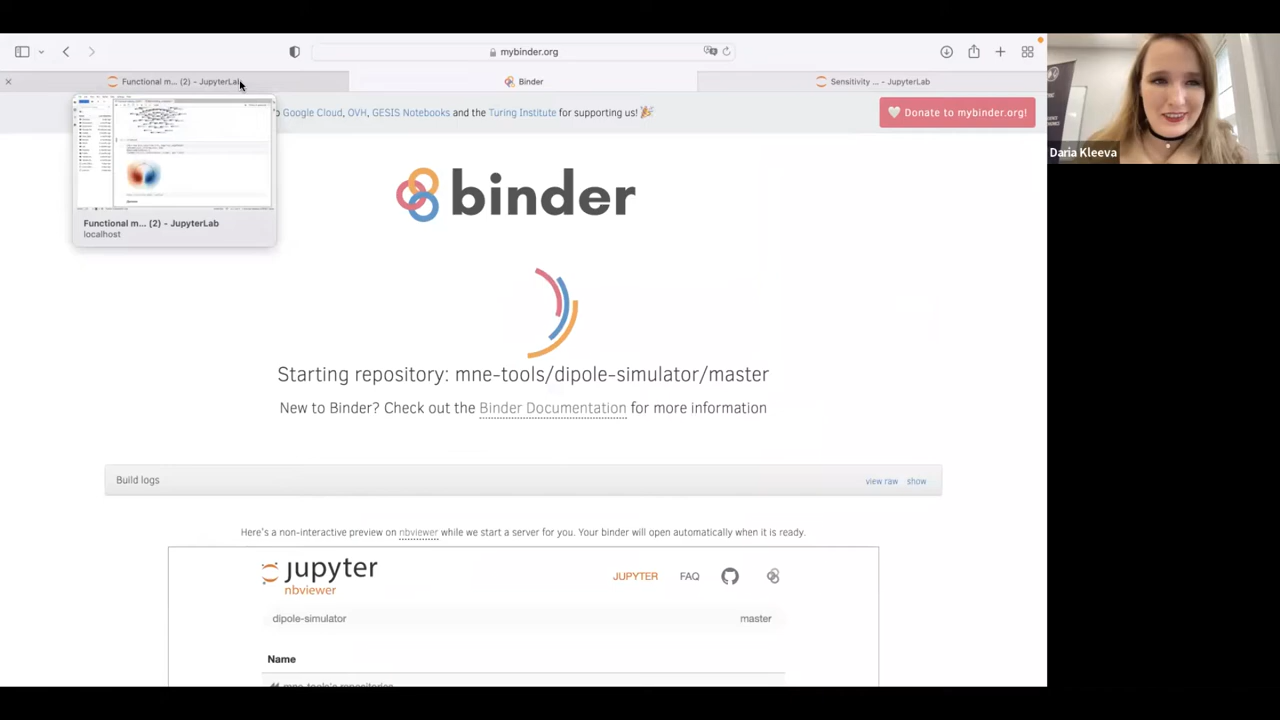 mybinder.org
Functional m... (2) - JupyterLab
Binder
Sensitivity ... - JupyterLab
Google Cloud, OVH, GESIS Notebooks and the Turing Institute for supporting us! 🎉
Donate to mybinder.org!
Daria Kleeva
binder
Functional m... (2) - JupyterLab
localhost
Starting repository: mne-tools/dipole-simulator/master
New to Binder? Check out the Binder Documentation for more information
Build logs
view raw
show
Here's a non-interactive preview on nbviewer while we start a server for you. Your binder will open automatically when it is ready.
jupyter
nbviewer
JUPYTER
FAQ
dipole-simulator
master
Name
mne-tools's repositories